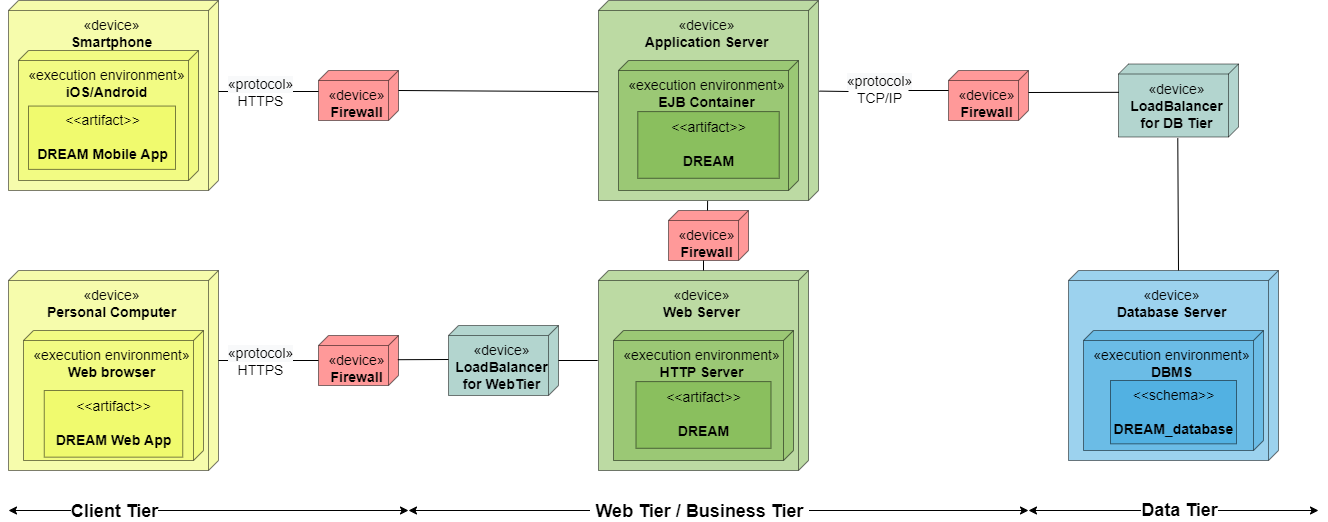 «device»
Smartphone
«execution environment»
iOS/Android
<<artifact>>
DREAM Mobile App
«protocol»
HTTPS
«device»
Firewall
«device»
Application Server
«execution environment»
EJB Container
<<artifact>>
DREAM
«protocol»
TCP/IP
«device»
Firewall
«device»
LoadBalancer
for DB Tier
«device»
Firewall
«device»
Personal Computer
«execution environment»
Web browser
<<artifact>>
DREAM Web App
«protocol»
HTTPS
«device»
Firewall
«device»
LoadBalancer
for WebTier
«device»
Web Server
«execution environment»
HTTP Server
<<artifact>>
DREAM
«device»
Database Server
«execution environment»
DBMS
<<schema>>
DREAM_database
Client Tier
Web Tier / Business Tier
Data Tier